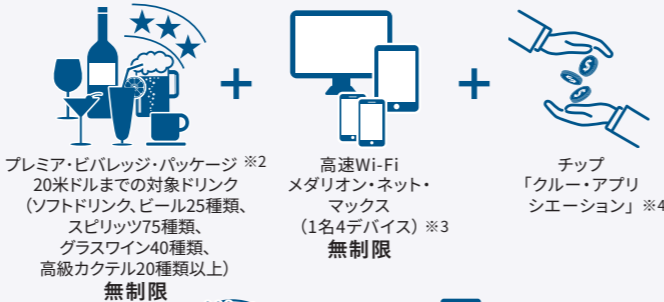 プレミア・ビバレッジ・パッケージ ※2
20米ドルまでの対象ドリンク
（ソフトドリンク、ビール25種類、
スピリッツ75種類、
グラスワイン40種類、
高級カクテル20種類以上）
無制限
高速Wi-Fi
メダリオン・ネット・
マックス
（1名4デバイス）※3
無制限
チップ
「クルー・アプリ
シエーション」※4